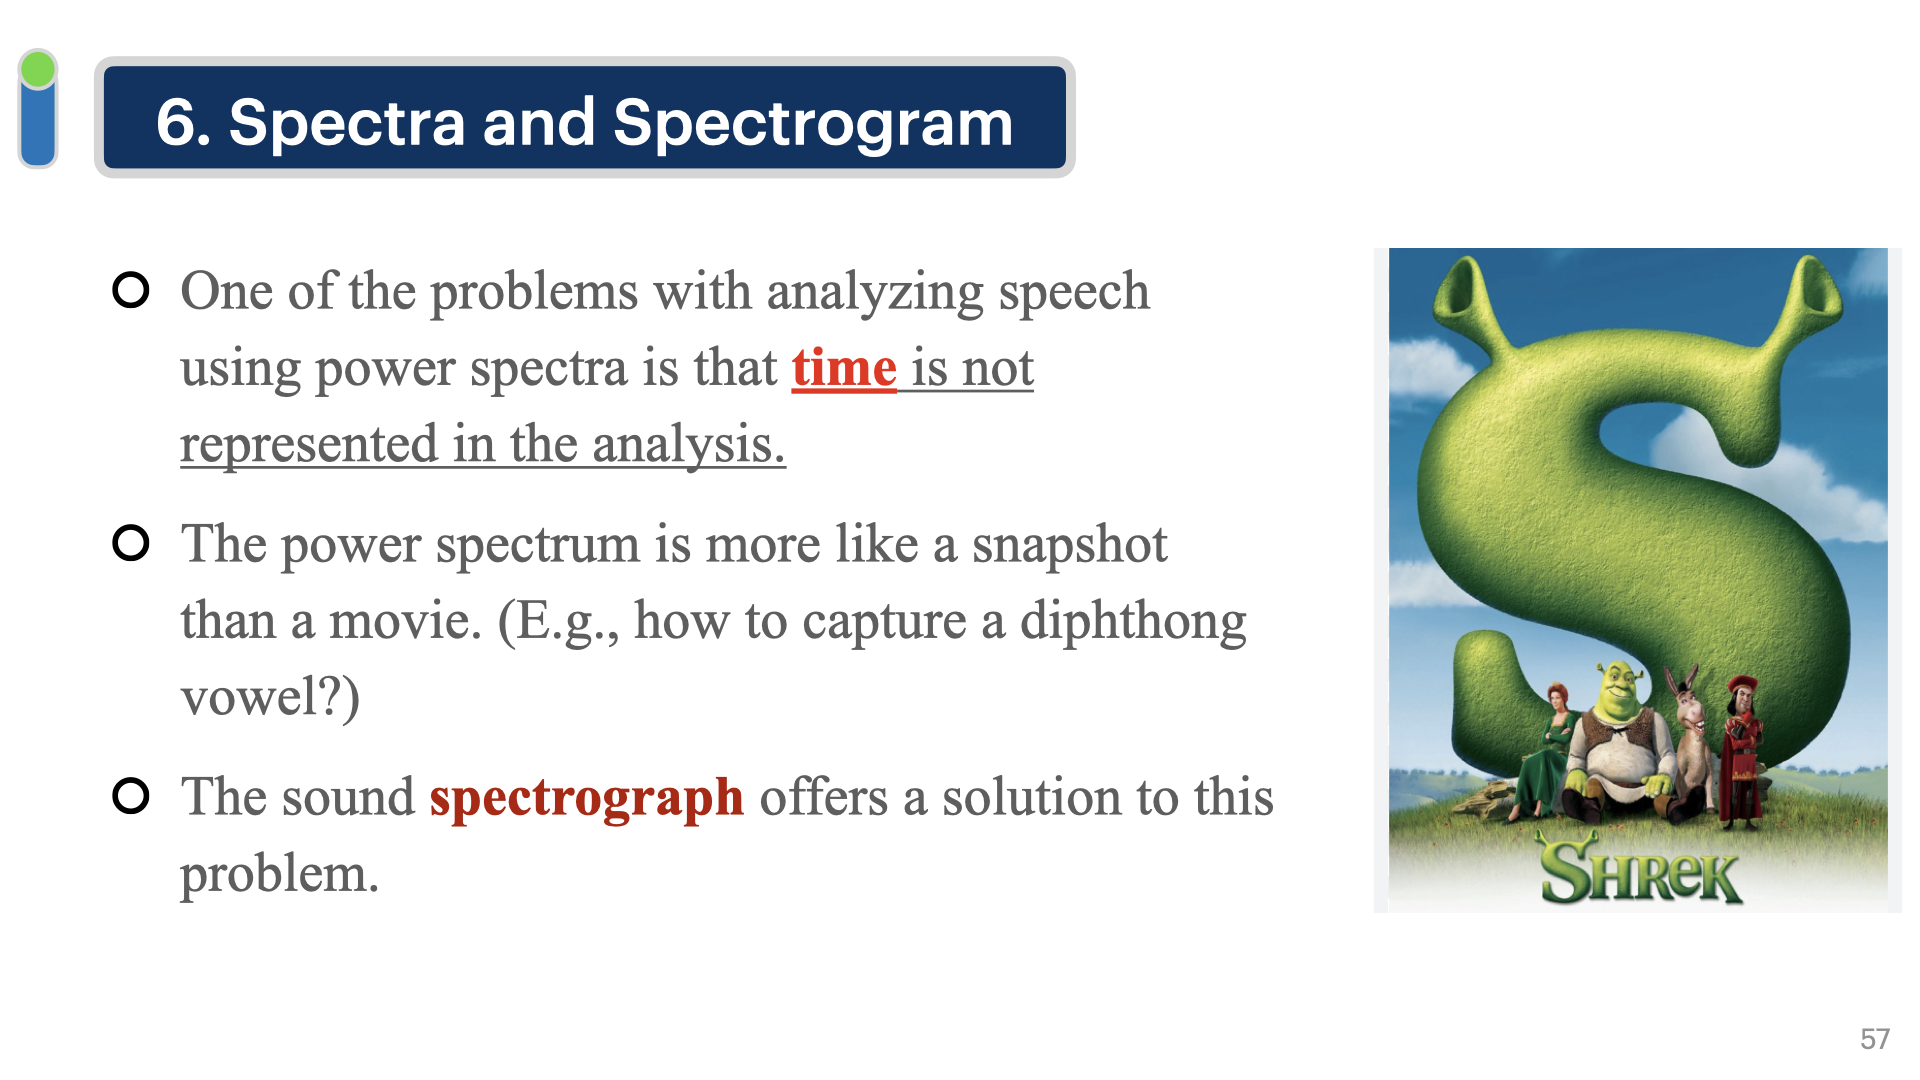 6. Spectra and Spectrogram
One of the problems with analyzing speech
using power spectra is that time is not
represented in the analysis.
The power spectrum is more like a snapshot
than a movie. (E.g., how to capture a diphthong
vowel?)
The sound spectrograph offers a solution to this
problem.
SHREK
57